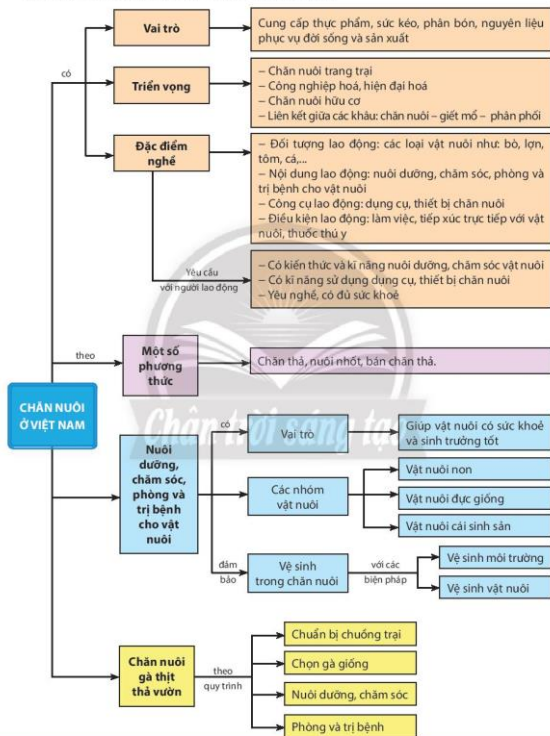 CHĂN NUÔI
Ở VIỆT NAM
có
Vai trò
Cung cấp thực phẩm, sức kéo, phân bón, nguyên liệu
phục vụ đời sống và sản xuất
Triển vọng
– Chăn nuôi trang trại
– Công nghiệp hoá, hiện đại hoá
– Chăn nuôi hữu cơ
– Liên kết giữa các khâu: chăn nuôi – giết mổ – phân phối
Đặc điểm
nghề
– Đối tượng lao động: các loại vật nuôi như: bò, lợn,
tôm, cá,...
– Nội dung lao động: nuôi dưỡng, chăm sóc, phòng và
trị bệnh cho vật nuôi
– Công cụ lao động: dụng cụ, thiết bị chăn nuôi
– Điều kiện lao động: làm việc, tiếp xúc trực tiếp với vật
nuôi, thuốc thú y
Yêu cầu
với người lao động
– Có kiến thức và kĩ năng nuôi dưỡng, chăm sóc vật nuôi
– Có kĩ năng sử dụng dụng cụ, thiết bị chăn nuôi
– Yêu nghề, có đủ sức khoẻ
theo
Một số
phương
thức
Chăn thả, nuôi nhốt, bán chăn thả.
Chân trời sáng tạo
Nuôi
dưỡng,
chăm sóc,
phòng và
trị bệnh
cho vật
nuôi
có
Vai trò
Giúp vật nuôi có sức khoẻ
và sinh trưởng tốt
Các nhóm
vật nuôi
Vật nuôi non
Vật nuôi đực giống
Vật nuôi cái sinh sản
đảm
bảo
Vệ sinh
trong chăn nuôi
với các
biện pháp
Vệ sinh môi trường
Vệ sinh vật nuôi
Chăn nuôi
gà thịt
thả vườn
theo
quy trình
Chuẩn bị chuồng trại
Chọn gà giống
Nuôi dưỡng, chăm sóc
Phòng và trị bệnh